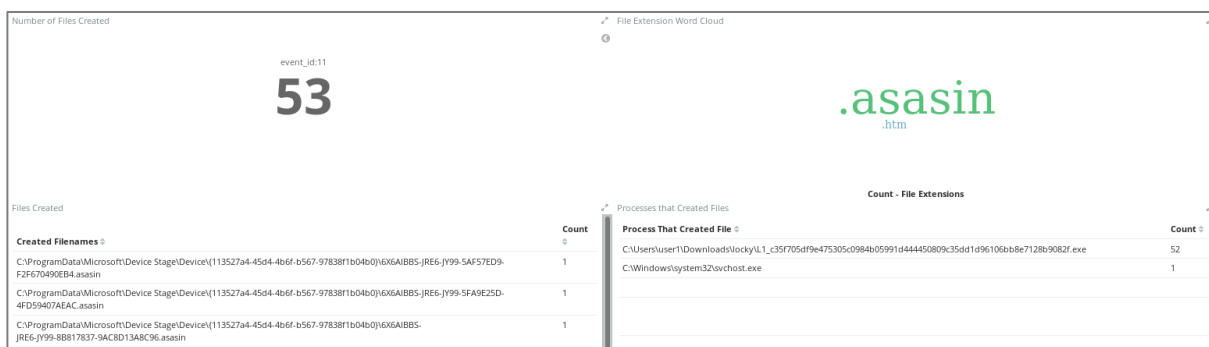 Number of Files Created
event_id:11
53
File Extension Word Cloud
.asasin
.htm
Count - File Extensions
Files Created
Created Filenames
Count
C:\ProgramData\Microsoft\Device Stage\Device\{113527a4-45d4-4b6f-b567-97838f1b04b0}\6X6AIBBS-JRE6-JY99-5AF57ED9-
F2F670490EB4.asasin
1
C:\ProgramData\Microsoft\Device Stage\Device\{113527a4-45d4-4b6f-b567-97838f1b04b0}\6X6AIBBS-JRE6-JY99-5FA9E25D-
4FD59407AEAC.asasin
1
C:\ProgramData\Microsoft\Device Stage\Device\{113527a4-45d4-4b6f-b567-97838f1b04b0}\6X6AIBBS-
JRE6-JY99-8B817837-9AC8D13A8C96.asasin
1
Processes that Created Files
Process That Created File
Count
C:\Users\user1\Downloads\locky\L1_c35f705df9e475305c0984b05991d444450809c35dd1d96106bb8e7128b9082f.exe
52
C:\Windows\system32\svchost.exe
1